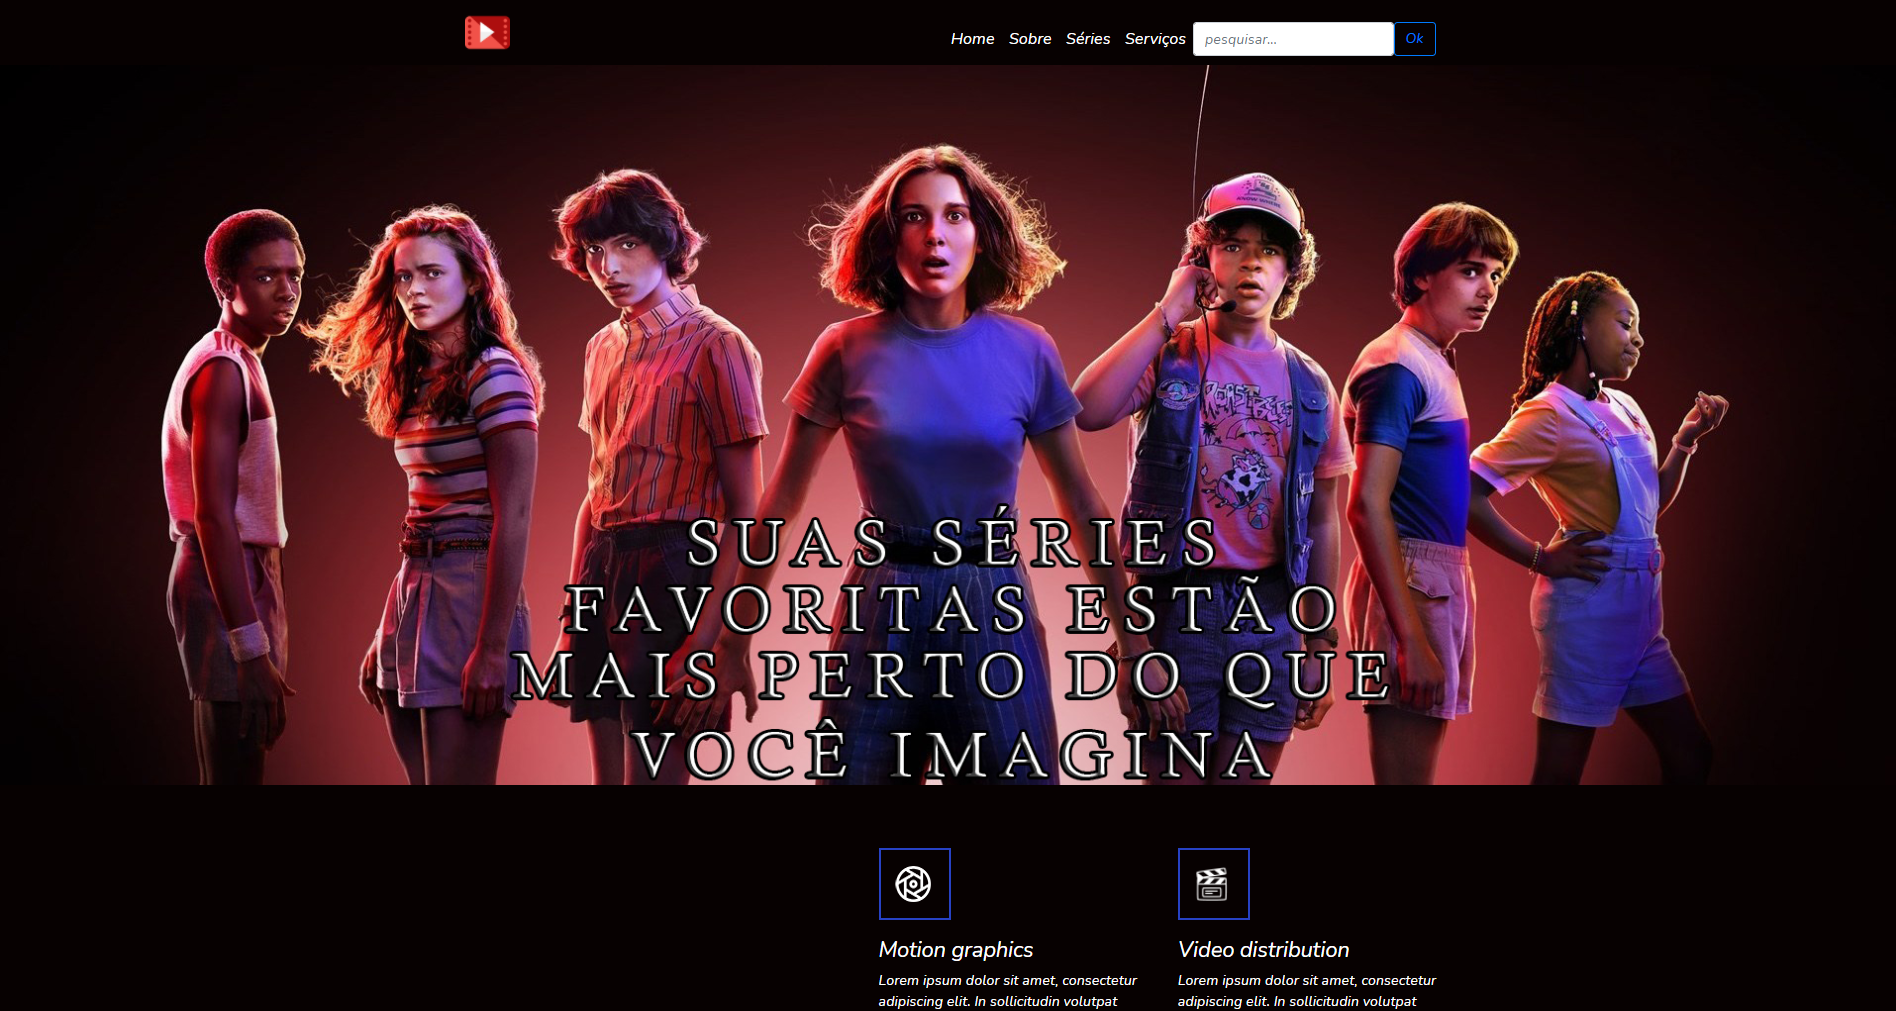 Home Sobre Séries Serviços pesquisar... Ok
SUAS SÉRIES
FAVORITAS ESTÃO
MAIS PERTO DO QUE
VOCÊ IMAGINA
Motion graphics
Lorem ipsum dolor sit amet, consectetur
adipiscing elit. In sollicitudin volutpat
Video distribution
Lorem ipsum dolor sit amet, consectetur
adipiscing elit. In sollicitudin volutpat